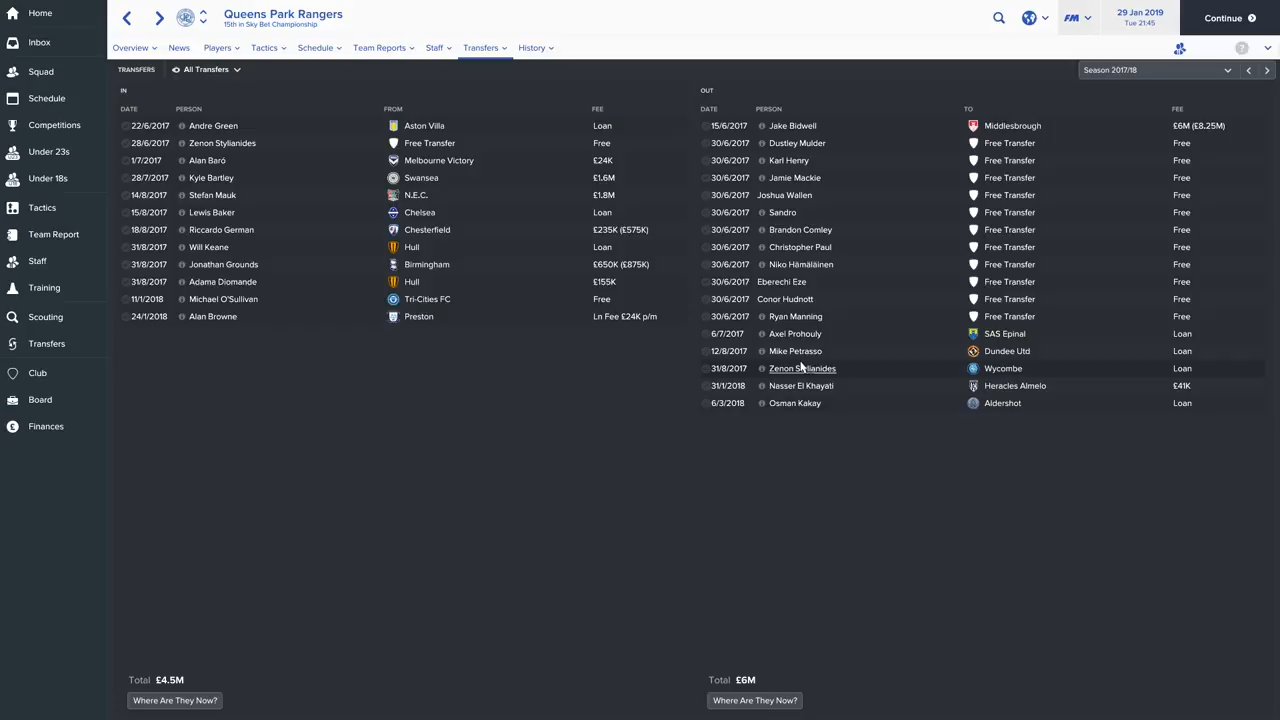 Home
Inbox
Squad
Schedule
Competitions
Under 23s
Under 18s
Tactics
Team Report
Staff
Training
Scouting
Transfers
Club
Board
Finances
Queens Park Rangers
15th in Sky Bet Championship
FM
29 Jan 2019
Tue 21:45
Continue
Overview News Players Tactics Schedule Team Reports Staff Transfers History
TRANSFERS All Transfers
Season 2017/18
IN
DATE PERSON FROM FEE
22/6/2017 Andre Green Aston Villa Loan
28/6/2017 Zenon Stylianides Free Transfer Free
1/7/2017 Alan Baró Melbourne Victory £24K
28/7/2017 Kyle Bartley Swansea £1.6M
14/8/2017 Stefan Mauk N.E.C. £1.8M
15/8/2017 Lewis Baker Chelsea Loan
18/8/2017 Riccardo German Chesterfield £235K (£575K)
31/8/2017 Will Keane Hull Loan
31/8/2017 Jonathan Grounds Birmingham £650K (£875K)
31/8/2017 Adama Diomande Hull £155K
11/1/2018 Michael O'Sullivan Tri-Cities FC Free
24/1/2018 Alan Browne Preston Ln Fee £24K p/m
Total £4.5M
Where Are They Now?
OUT
DATE PERSON TO FEE
15/6/2017 Jake Bidwell Middlesbrough £6M (£8.25M)
30/6/2017 Dustley Mulder Free Transfer Free
30/6/2017 Karl Henry Free Transfer Free
30/6/2017 Jamie Mackie Free Transfer Free
30/6/2017 Joshua Wallen Free Transfer Free
30/6/2017 Sandro Free Transfer Free
30/6/2017 Brandon Comley Free Transfer Free
30/6/2017 Christopher Paul Free Transfer Free
30/6/2017 Niko Hämäläinen Free Transfer Free
30/6/2017 Eberechi Eze Free Transfer Free
30/6/2017 Conor Hudnott Free Transfer Free
30/6/2017 Ryan Manning Free Transfer Free
6/7/2017 Axel Prohouly SAS Epinal Loan
12/8/2017 Mike Petrasso Dundee Utd Loan
31/8/2017 Zenon Stylianides Wycombe Loan
31/1/2018 Nasser El Khayati Heracles Almelo £41K
6/3/2018 Osman Kakay Aldershot Loan
Total £6M
Where Are They Now?